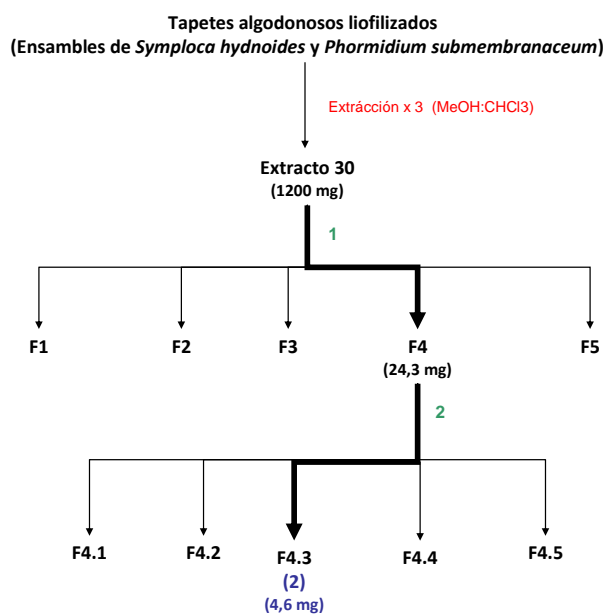 Tapetes algodonosos liofilizados
(Ensambles de Symploca hydnoides y Phormidium submembranaceum)
Extrácción x 3 (MeOH:CHCl3)
Extracto 30
(1200 mg)
1
F1 F2 F3 F4 F5
(24,3 mg)
2
F4.1 F4.2 F4.3 F4.4 F4.5
(2)
(4,6 mg)